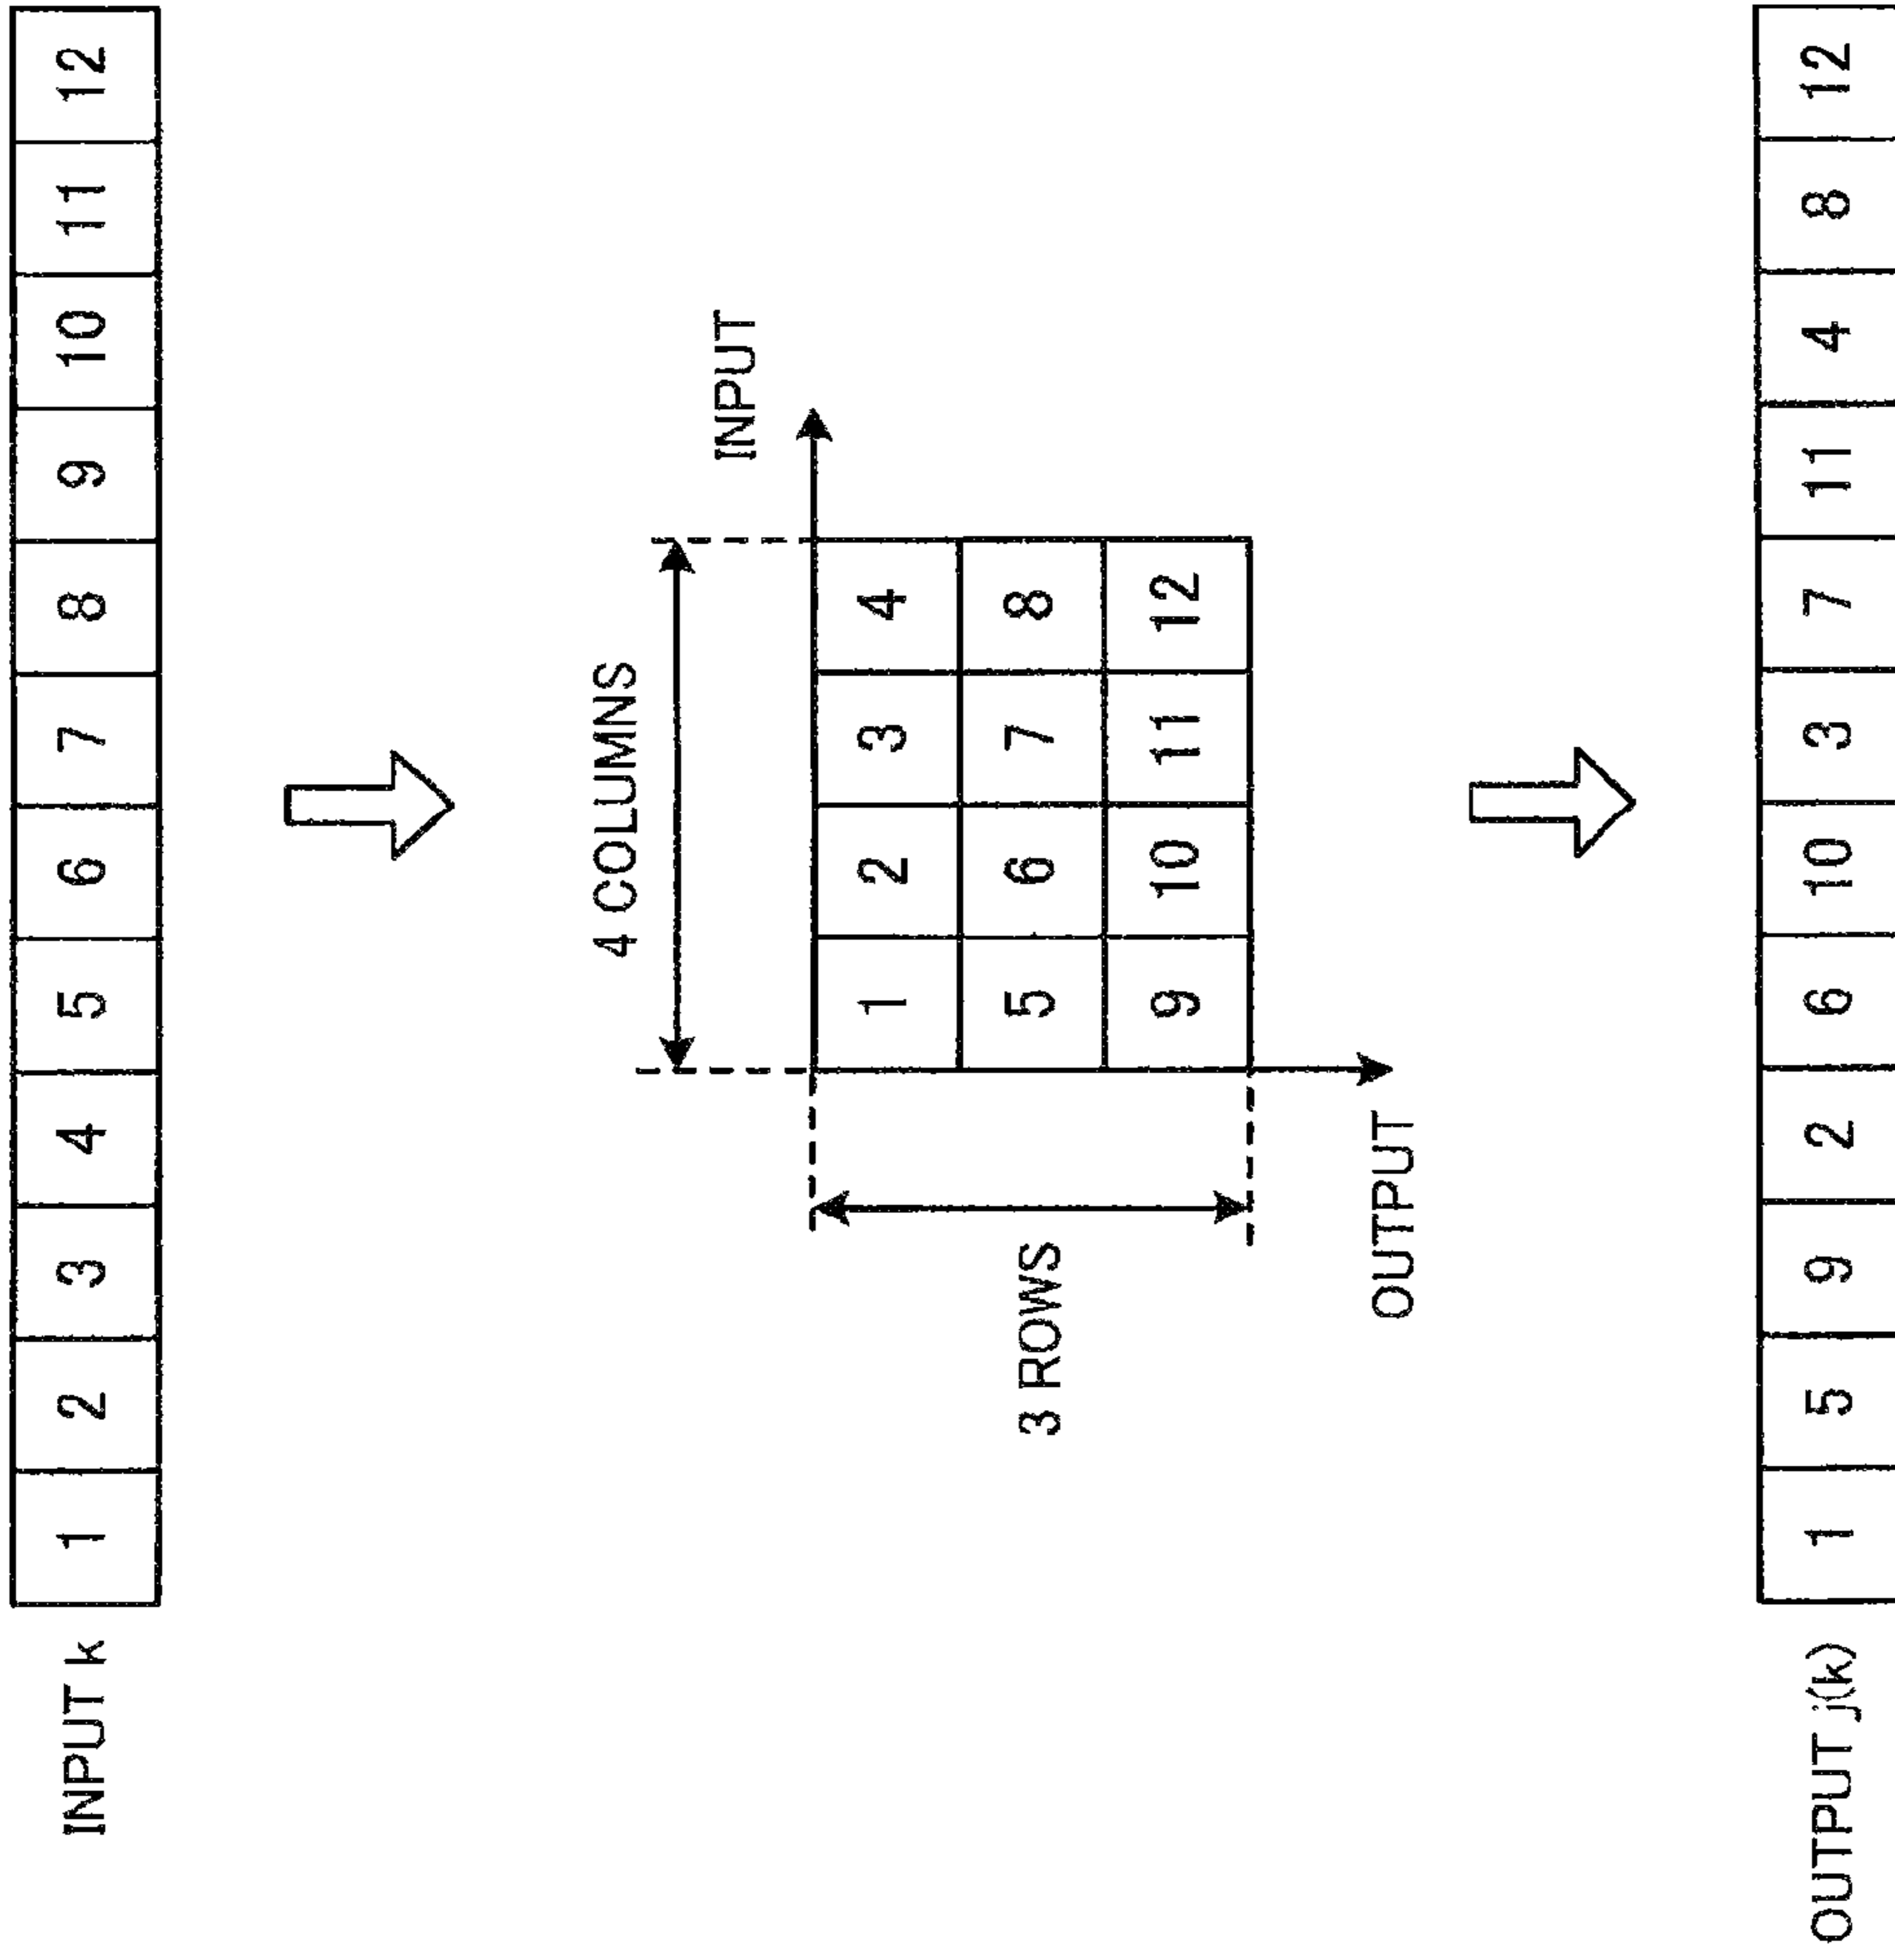 INPUT k 1 2 3 4 5 6 7 8 9 10 11 12
4 COLUMNS
INPUT
3 ROWS
1 2 3 4
5 6 7 8
9 10 11 12
OUTPUT
OUTPUT j(k) 1 5 9 2 6 10 3 7 11 4 8 12